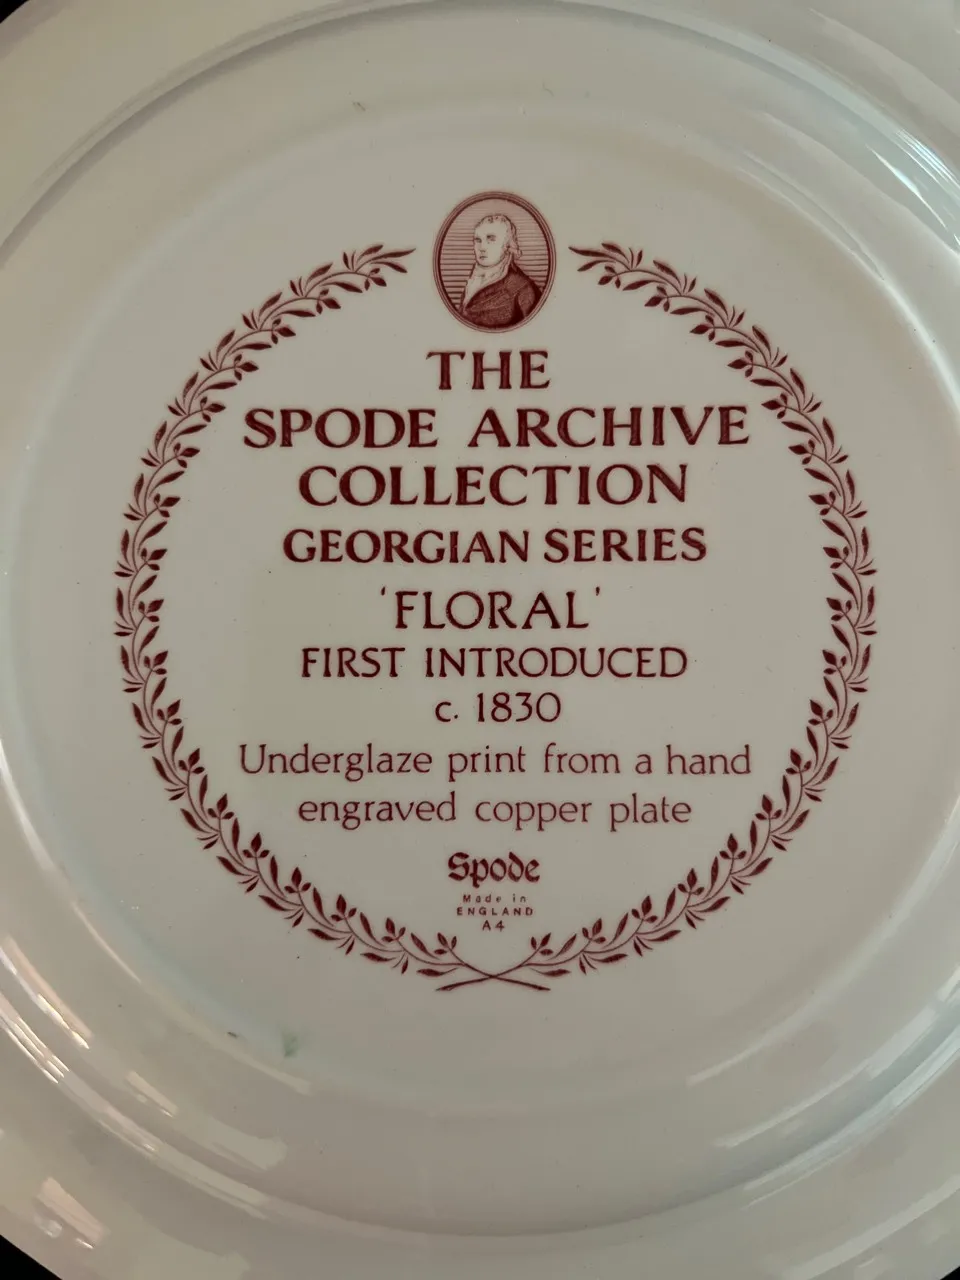 THE
SPODE ARCHIVE
COLLECTION
GEORGIAN SERIES
'FLORAL'
FIRST INTRODUCED
c. 1830
Underglaze print from a hand
engraved copper plate
Spode
Made in
ENGLAND
A4